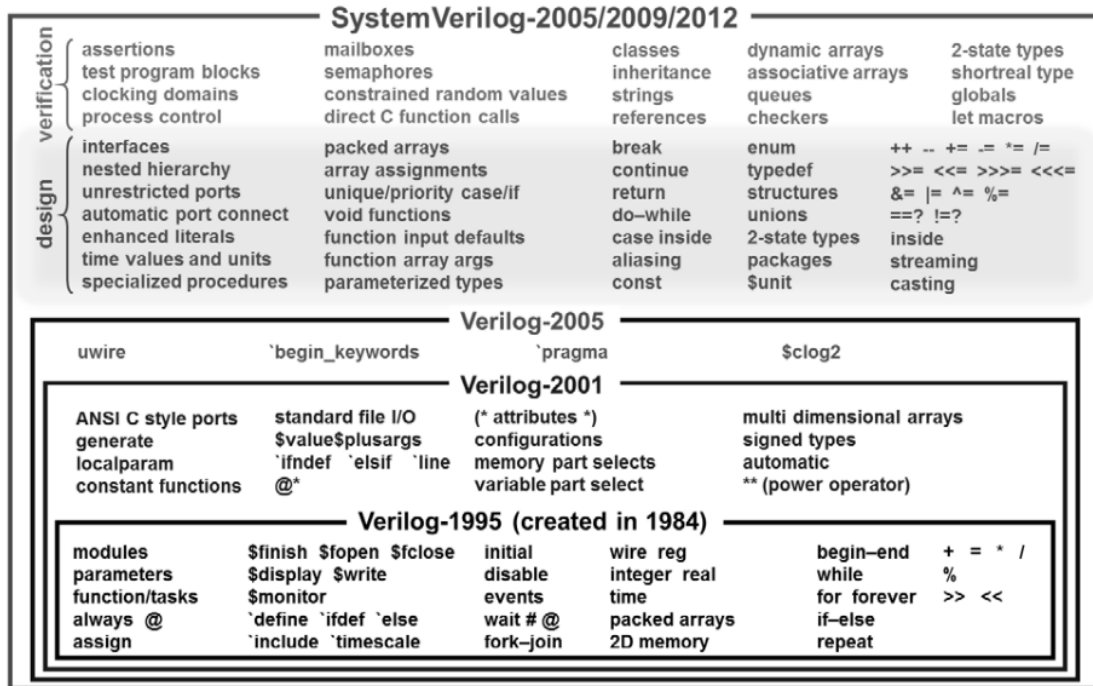 SystemVerilog-2005/2009/2012
verification
assertions mailboxes classes dynamic arrays 2-state types
test program blocks semaphores inheritance associative arrays shortreal type
clocking domains constrained random values strings queues globals
process control direct C function calls references checkers let macros
design
interfaces packed arrays break enum ++ -- += -= *= /=
nested hierarchy array assignments continue typedef >>= <<= >>>= <<<=
unrestricted ports unique/priority case/if return structures &= |= ^= %=
automatic port connect void functions do–while unions ==? !=?
enhanced literals function input defaults case inside 2-state types inside
time values and units function array args aliasing packages streaming
specialized procedures parameterized types const $unit casting
Verilog-2005
uwire `begin_keywords `pragma $clog2
Verilog-2001
ANSI C style ports standard file I/O (* attributes *) multi dimensional arrays
generate $value$plusargs configurations signed types
localparam `ifndef `elsif `line memory part selects automatic
constant functions @* variable part select ** (power operator)
Verilog-1995 (created in 1984)
modules $finish $fopen $fclose initial wire reg begin–end + = * /
parameters $display $write disable integer real while %
function/tasks $monitor events time for forever >> <<
always @ `define `ifdef `else wait # @ packed arrays if–else
assign `include `timescale fork–join 2D memory repeat